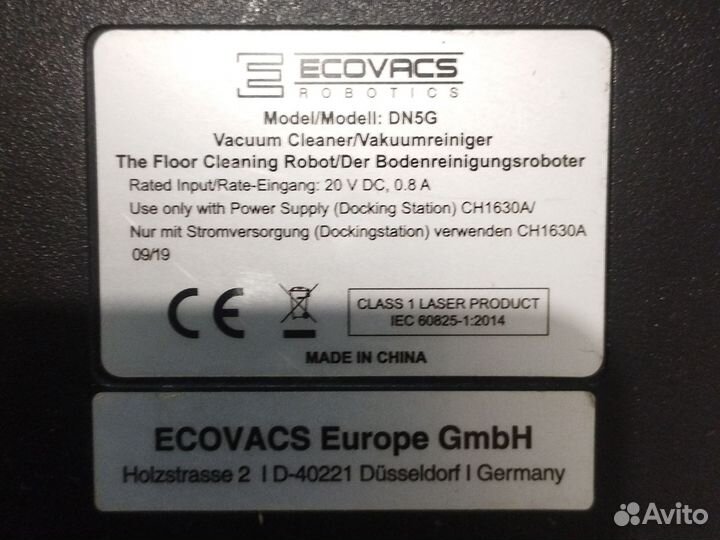 ECOVACS
ROBOTICS
Model/Modell: DN5G
Vacuum Cleaner/Vakuumreiniger
The Floor Cleaning Robot/Der Bodenreinigungsroboter
Rated Input/Rate-Eingang: 20 V DC, 0.8 A
Use only with Power Supply (Docking Station) CH1630A/
Nur mit Stromversorgung (Dockingstation) verwenden CH1630A
09/19
CE
CLASS 1 LASER PRODUCT
IEC 60825-1:2014
MADE IN CHINA
ECOVACS Europe GmbH
Holzstrasse 2 I D-40221 Düsseldorf I Germany
Avito